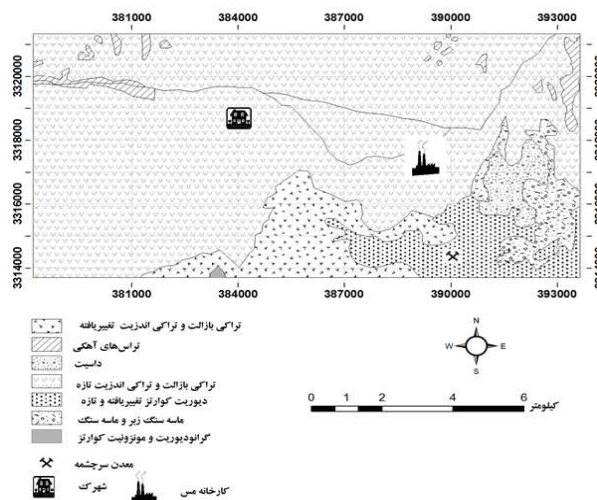 381000 384000 387000 390000 393000
3320000
3318000
3316000
3314000
381000 384000 387000 390000 393000
تراکی بازالت و تراکی اندزیت تغییریافته
تراس‌های آهکی
داسیت
تراکی بازالت و تراکی اندزیت تازه
دیوریت کوارتز تغییریافته و تازه
ماسه سنگ زیر و ماسه سنگ
گرانودیوریت و مونزونیت کوارتز
معدن سرچشمه
شهرک
کارخانه مس
N
W E
S
0 1 2 4 6
کیلومتر